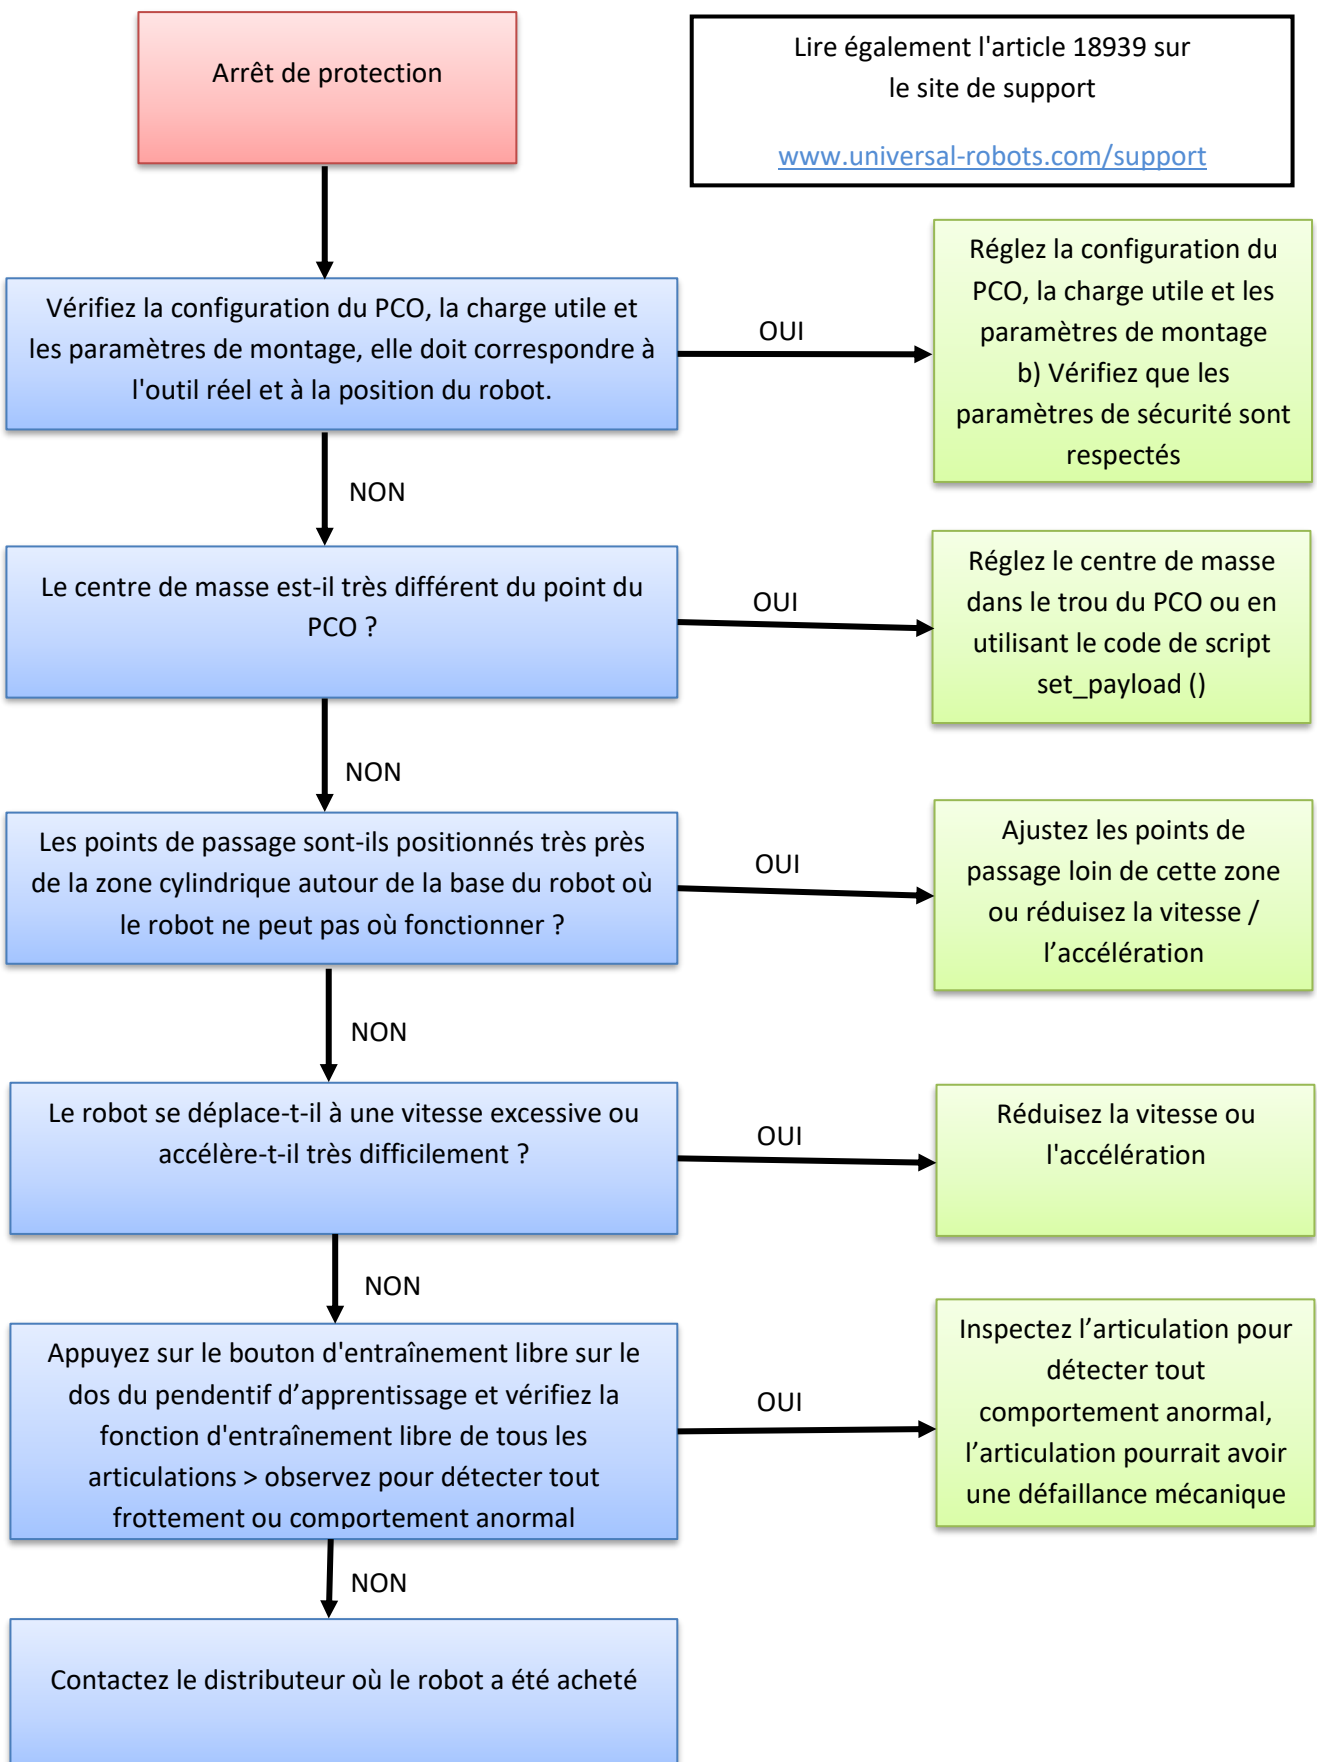 Arrêt de protection
Lire également l'article 18939 sur
le site de support
www.universal-robots.com/support
Vérifiez la configuration du PCO, la charge utile et
les paramètres de montage, elle doit correspondre à
l'outil réel et à la position du robot.
OUI
Réglez la configuration du
PCO, la charge utile et les
paramètres de montage
b) Vérifiez que les
paramètres de sécurité sont
respectés
NON
Le centre de masse est-il très différent du point du
PCO ?
OUI
Réglez le centre de masse
dans le trou du PCO ou en
utilisant le code de script
set_payload ()
NON
Les points de passage sont-ils positionnés très près
de la zone cylindrique autour de la base du robot où
le robot ne peut pas où fonctionner ?
OUI
Ajustez les points de
passage loin de cette zone
ou réduisez la vitesse /
l’accélération
NON
Le robot se déplace-t-il à une vitesse excessive ou
accélère-t-il très difficilement ?
OUI
Réduisez la vitesse ou
l'accélération
NON
Appuyez sur le bouton d'entraînement libre sur le
dos du pendentif d’apprentissage et vérifiez la
fonction d'entraînement libre de tous les
articulations > observez pour détecter tout
frottement ou comportement anormal
OUI
Inspectez l’articulation pour
détecter tout
comportement anormal,
l’articulation pourrait avoir
une défaillance mécanique
NON
Contactez le distributeur où le robot a été acheté